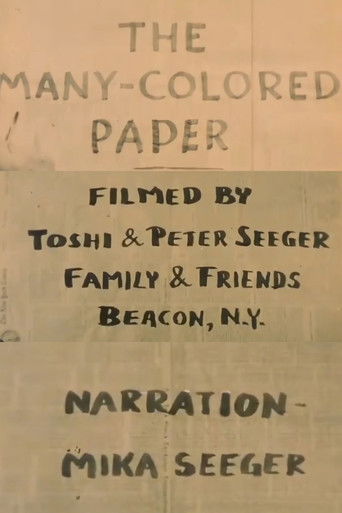 THE
MANY-COLORED
PAPER
FILMED BY
TOSHI & PETER SEEGER
FAMILY & FRIENDS
BEACON, N.Y.
NARRATION-
MIKA SEEGER